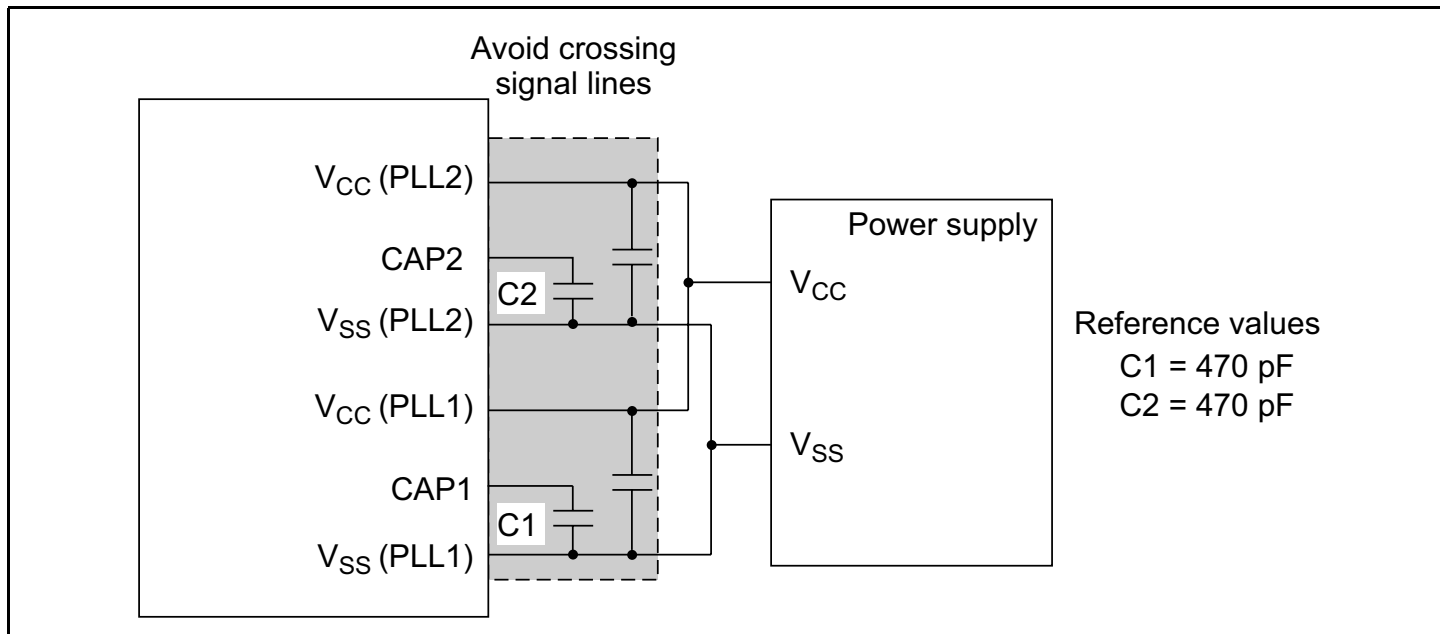 Avoid crossing
signal lines
VCC (PLL2)
CAP2
C2
VSS (PLL2)
VCC (PLL1)
CAP1
C1
VSS (PLL1)
Power supply
VCC
VSS
Reference values
C1 = 470 pF
C2 = 470 pF